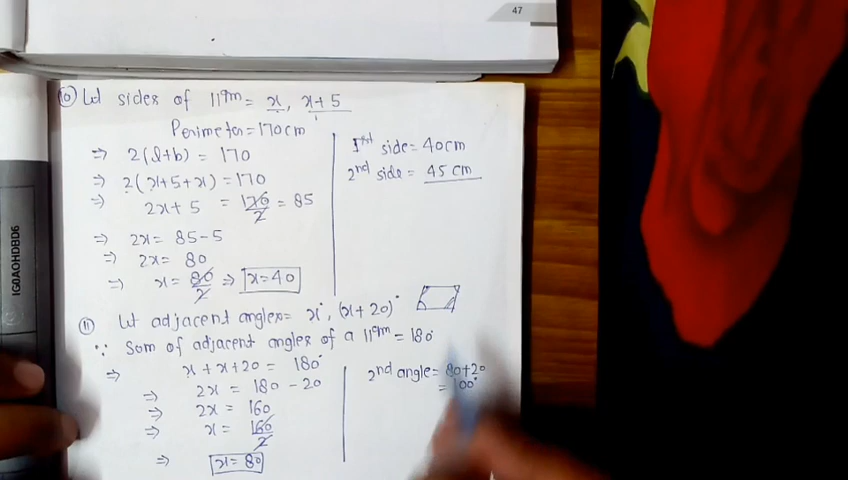 47
IG0AOHDBD6
⑩ Let sides of 11gm = x, x+5
Perimeter = 170cm
⇒ 2(l+b) = 170
⇒ 2(x+5+x) = 170
⇒ 2x+5 = 170/2 = 85
⇒ 2x = 85-5
⇒ 2x = 80
⇒ x = 80/2 ⇒ x=40
1st side = 40cm
2nd side = 45 cm
⑪ Let adjacent angles = x°, (x+20)°
∵ Sum of adjacent angles of a 11gm = 180°
⇒ x+x+20 = 180°
⇒ 2x = 180-20
⇒ 2x = 160
⇒ x = 160/2
⇒ x=80
2nd angle = 80+20
= 100°